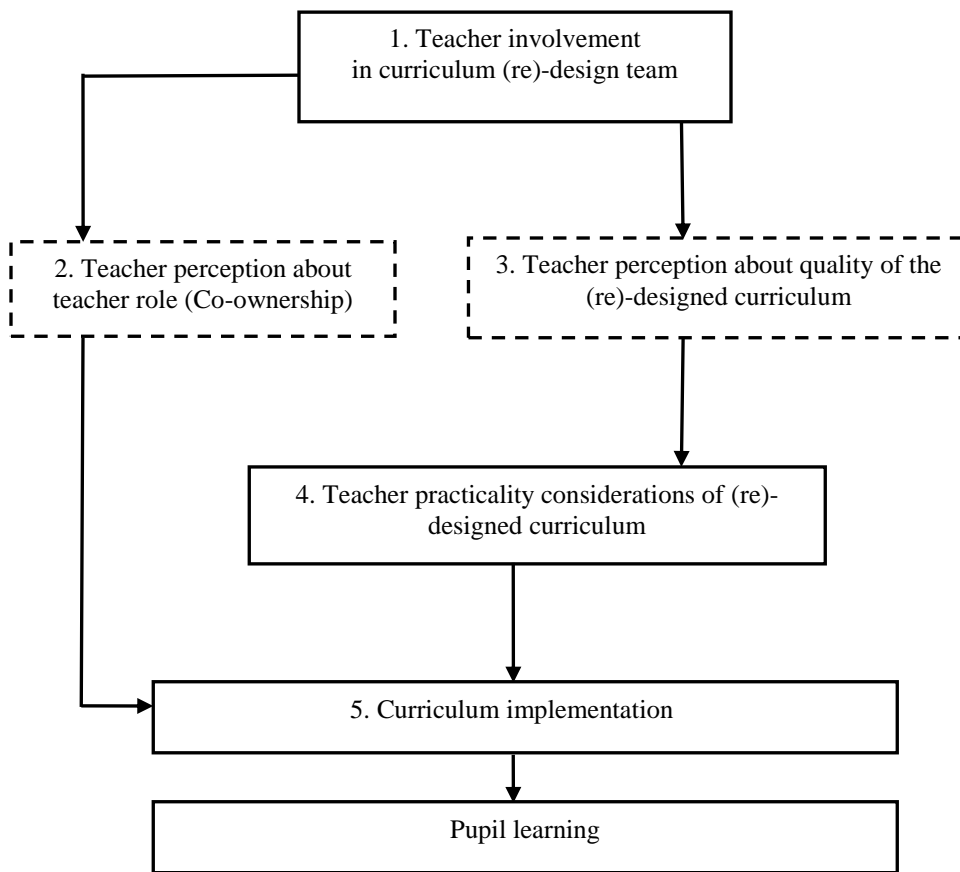 1. Teacher involvement
in curriculum (re)-design team
2. Teacher perception about
teacher role (Co-ownership)
3. Teacher perception about quality of the
(re)-designed curriculum
4. Teacher practicality considerations of (re)-
designed curriculum
5. Curriculum implementation
Pupil learning